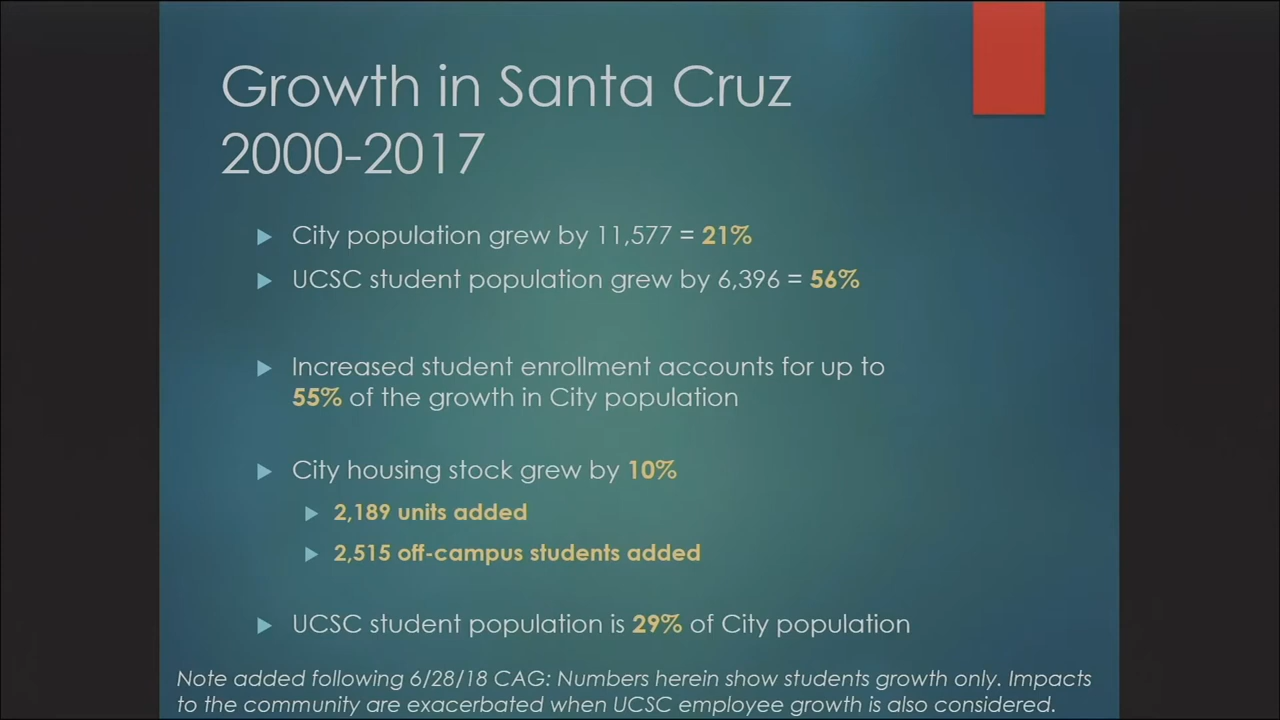 Growth in Santa Cruz
2000-2017
City population grew by 11,577 = 21%
UCSC student population grew by 6,396 = 56%
Increased student enrollment accounts for up to
55% of the growth in City population
City housing stock grew by 10%
2,189 units added
2,515 off-campus students added
UCSC student population is 29% of City population
Note added following 6/28/18 CAG: Numbers herein show students growth only. Impacts
to the community are exacerbated when UCSC employee growth is also considered.